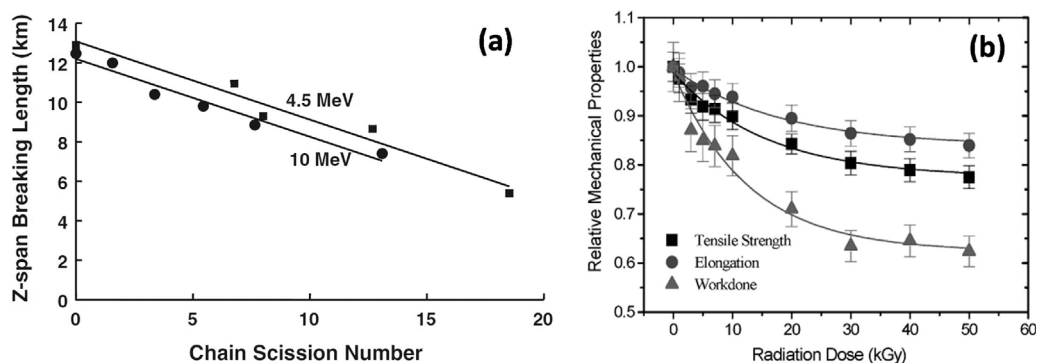 (a)
Z-span Breaking Length (km)
14
12
10
8
6
4
2
0
4.5 MeV
10 MeV
0
5
10
15
20
Chain Scission Number
(b)
Relative Mechanical Properties
1.1
1.0
0.9
0.8
0.7
0.6
0.5
Tensile Strength
Elongation
Workdone
0
10
20
30
40
50
60
Radiation Dose (kGy)